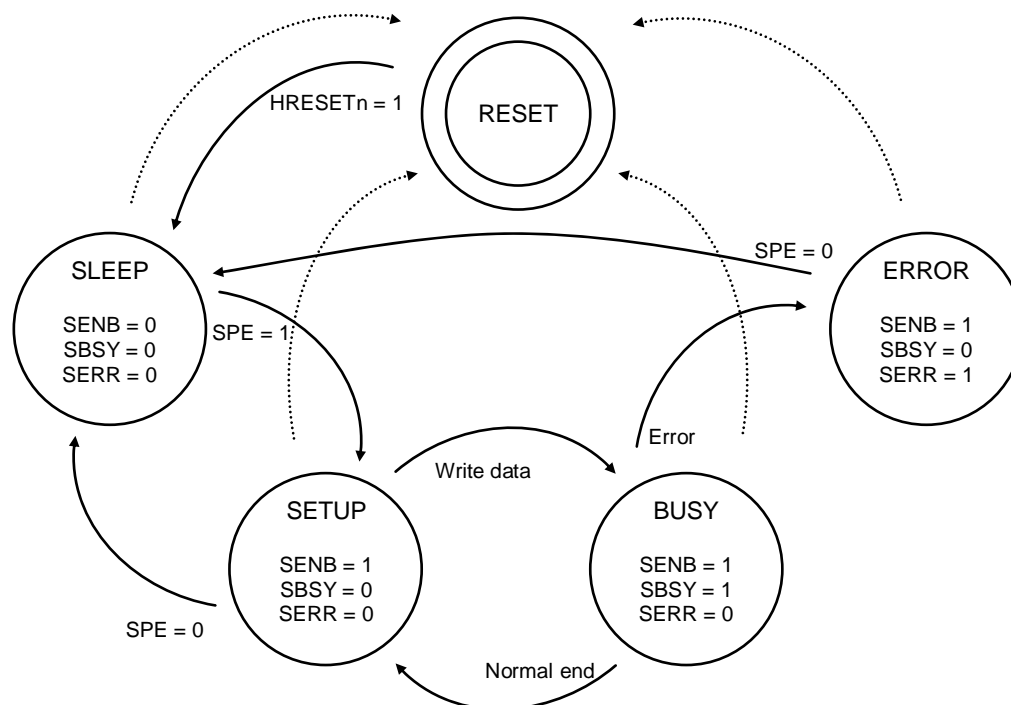 HRESETn = 1
RESET
SPE = 0
SLEEP
SENB = 0
SBSY = 0
SERR = 0
SPE = 1
ERROR
SENB = 1
SBSY = 0
SERR = 1
Error
Write data
SETUP
SENB = 1
SBSY = 0
SERR = 0
BUSY
SENB = 1
SBSY = 1
SERR = 0
SPE = 0
Normal end